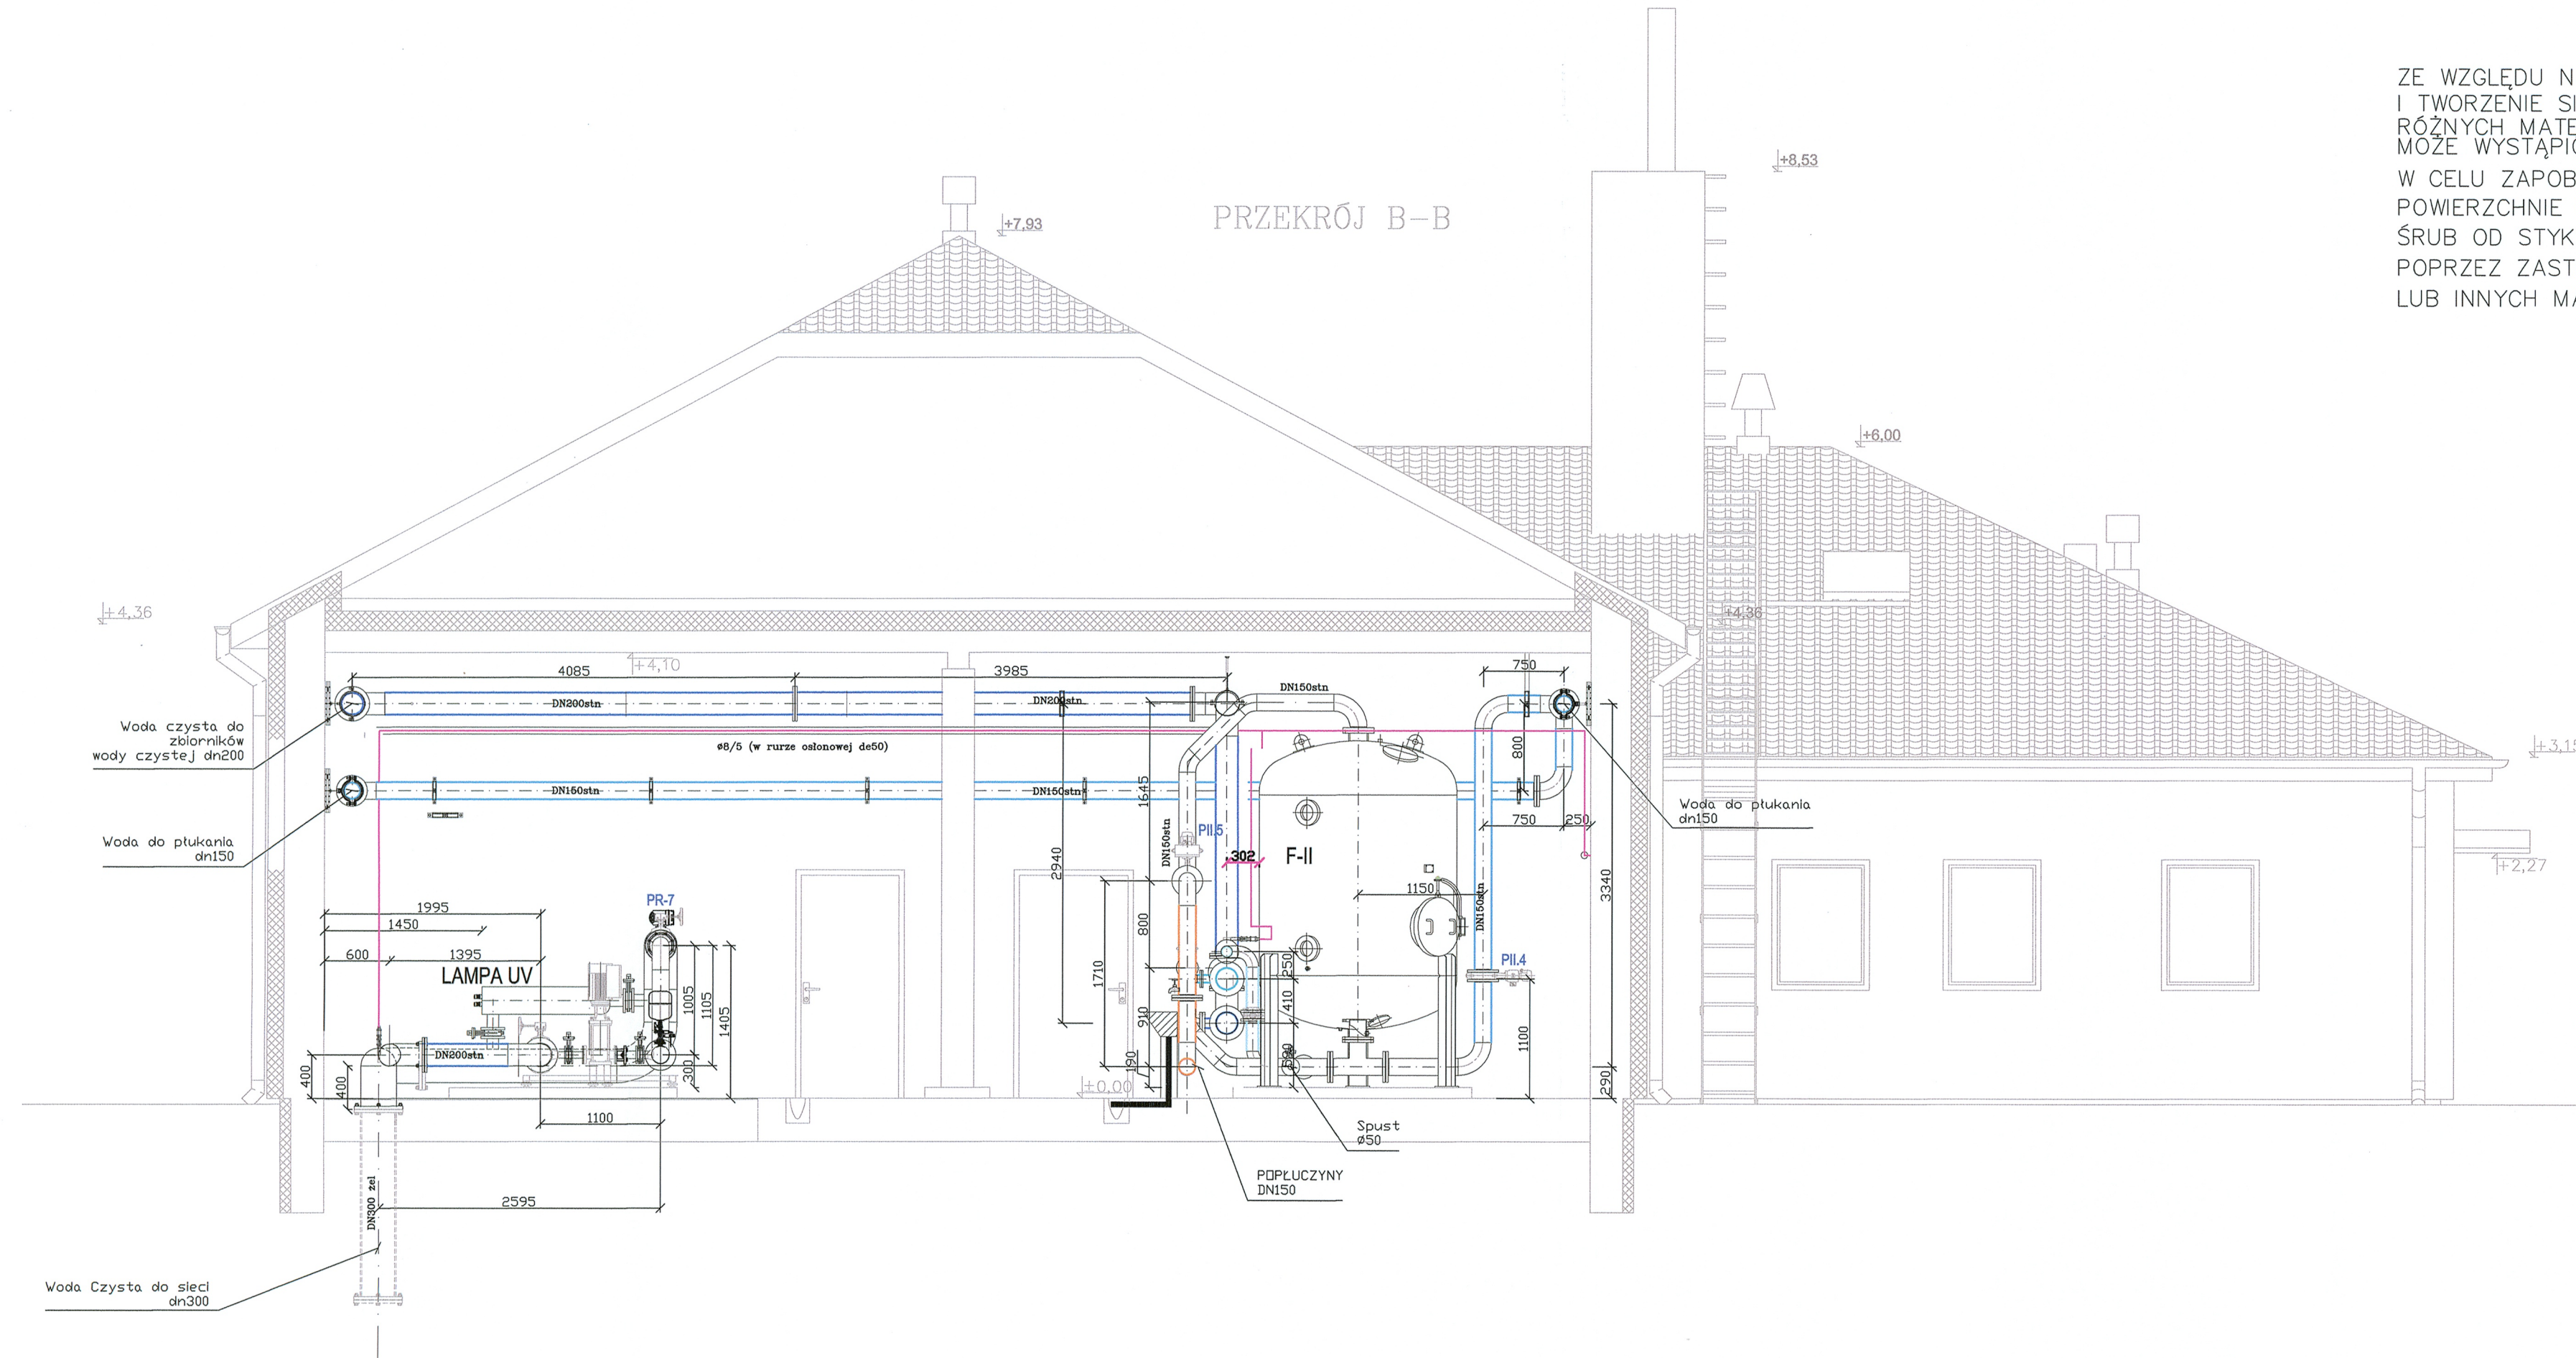 ZE WZGLĘDU N
I TWORZENIE SI
RÓŻNYCH MATE
MOŻE WYSTĄPIĆ
W CELU ZAPOB
POWIERZCHNIE
ŚRUB OD STYK
POPRZEZ ZAST
LUB INNYCH MA
PRZEKRÓJ B-B
+8,53
+7,93
+6,00
+4,36
+4,36
+4,10
+3,15
+2,27
±0,00
4085
3985
750
DN200stn
DN200stn
DN150stn
Woda czysta do
zbiorników
wody czystej dn200
ø8/5 (w rurze osłonowej de50)
800
1645
DN150stn
DN150stn
Woda do płukania
dn150
Woda do płukania
dn150
750
250
PII.5
DN150stn
302
F-II
2940
1150
DN150stn
3340
1995
1450
600
1395
PR-7
LAMPA UV
1005
1105
1405
300
1710
800
910
190
250
410
590
PII.4
1100
290
DN200stn
400
400
1100
2595
DN300 żel
Spust
ø50
POPŁUCZYNY
DN150
Woda Czysta do sieci
dn300